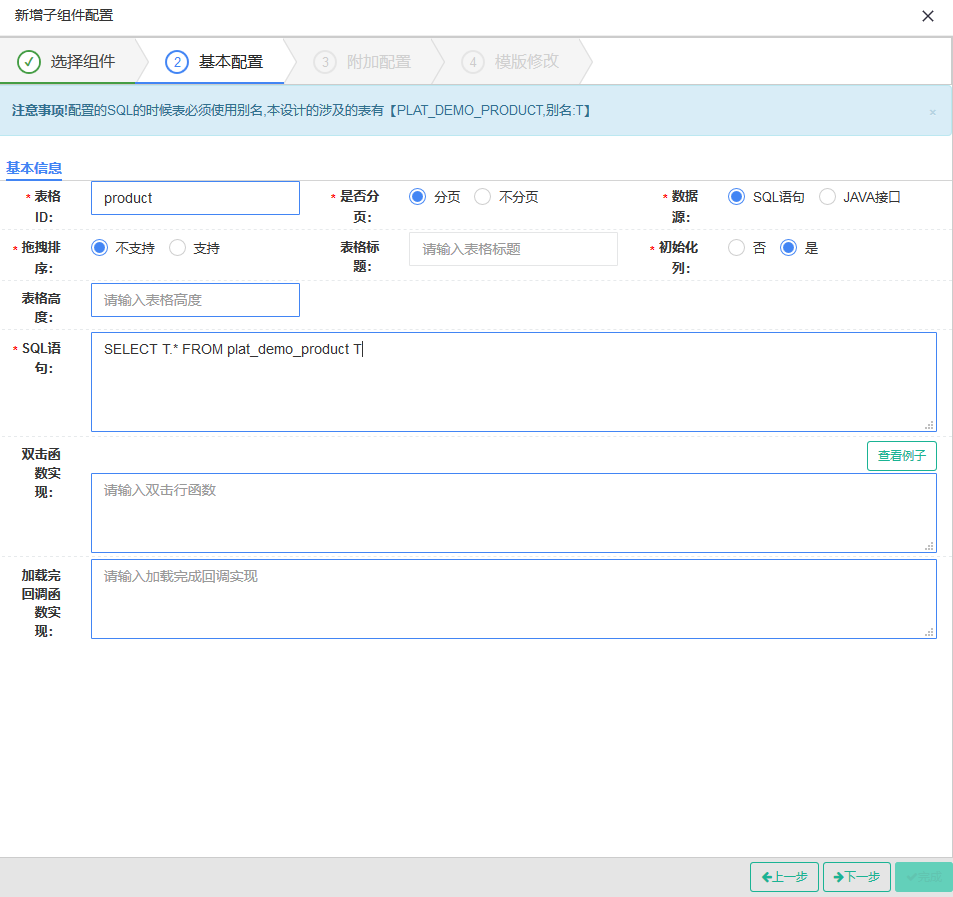 新增子组件配置
选择组件
2 基本配置
3 附加配置
4 模版修改
注意事项!配置的SQL的时候表必须使用别名,本设计的涉及的表有【PLAT_DEMO_PRODUCT,别名:T】
×
基本信息
* 表格ID: product
* 是否分页: 分页 不分页
* 数据源: SQL语句 JAVA接口
* 拖拽排序: 不支持 支持
表格标题: 请输入表格标题
* 初始化列: 否 是
表格高度: 请输入表格高度
* SQL语句: SELECT T.* FROM plat_demo_product T
双击函数实现: 查看例子
请输入双击行函数
加载完回调函数实现: 请输入加载完成回调实现
上一步 下一步 完成